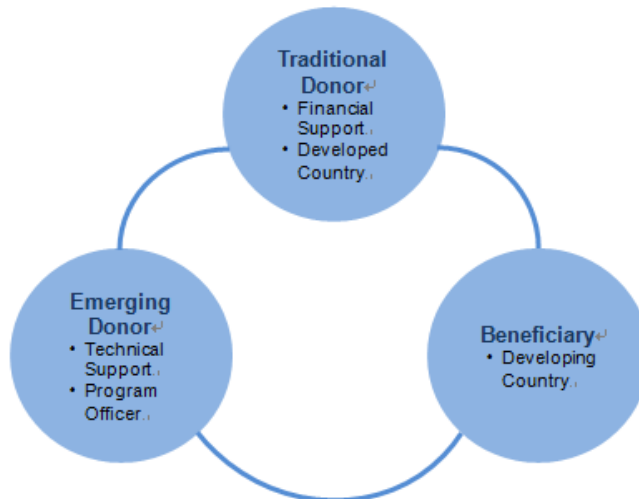 Traditional
Donor↵
• Financial
Support.
• Developed
Country.
Emerging
Donor↵
• Technical
Support.
• Program
Officer.
Beneficiary↵
• Developing
Country.